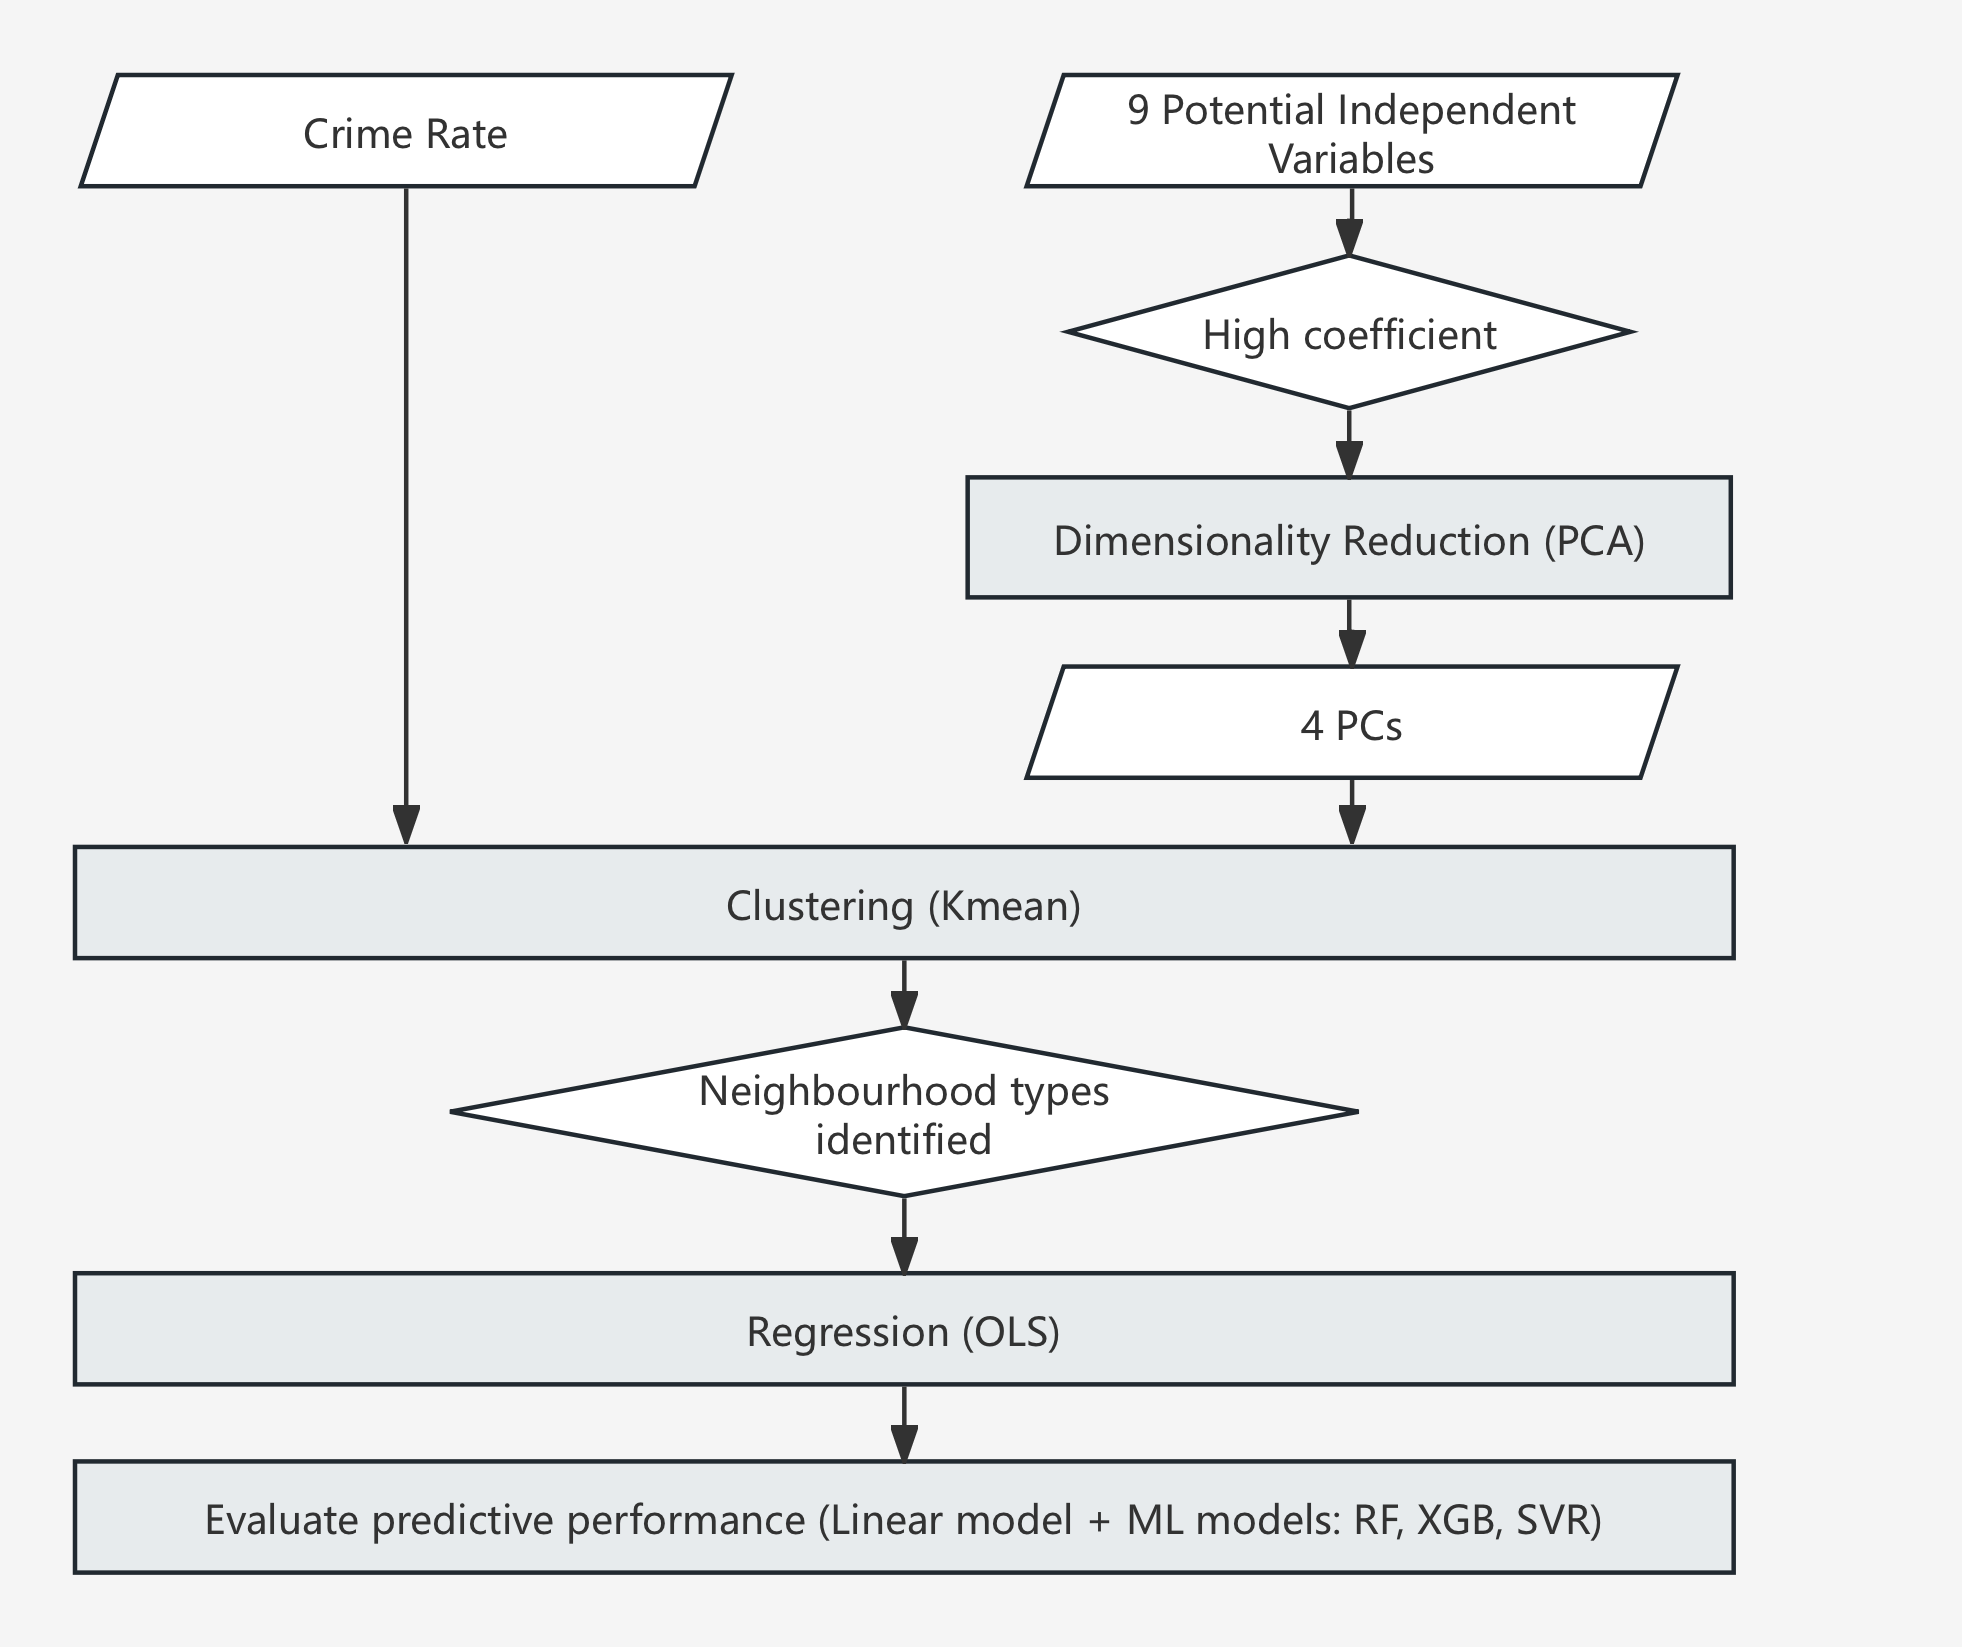 Crime Rate
9 Potential Independent
Variables
High coefficient
Dimensionality Reduction (PCA)
4 PCs
Clustering (Kmean)
Neighbourhood types
identified
Regression (OLS)
Evaluate predictive performance (Linear model + ML models: RF, XGB, SVR)